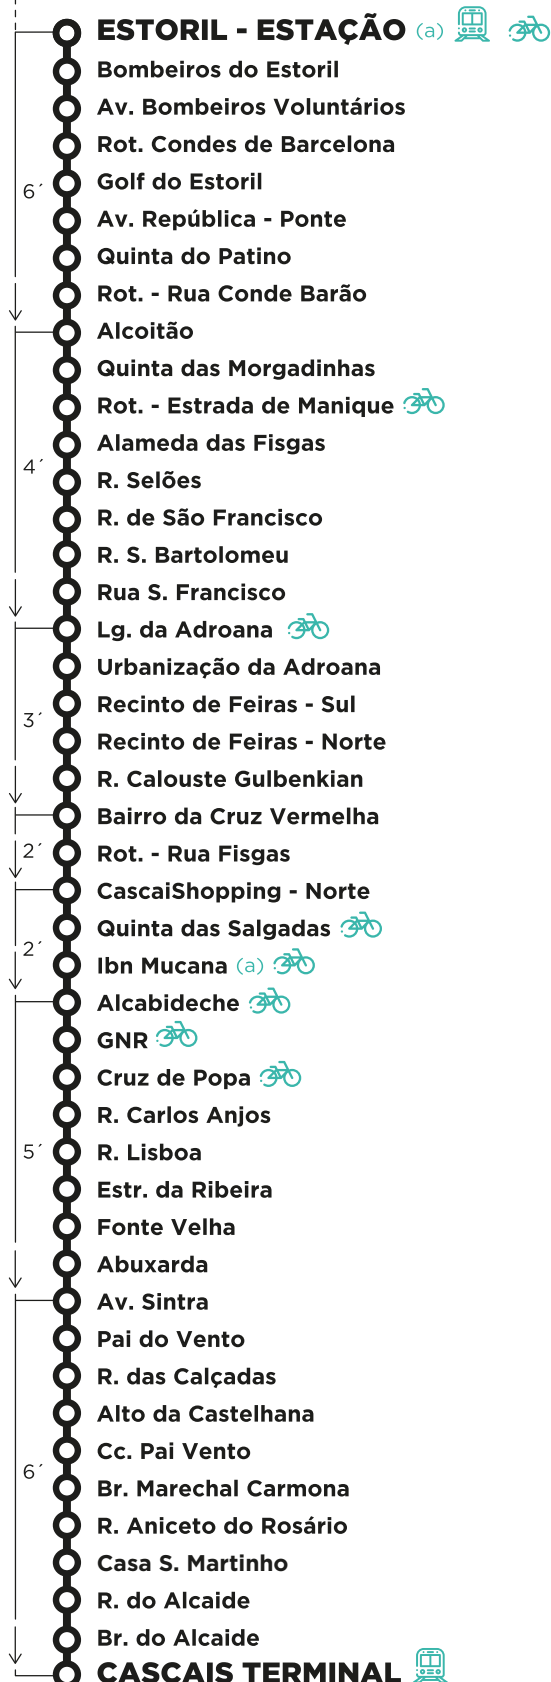 ESTORIL - ESTAÇÃO (a)
Bombeiros do Estoril
Av. Bombeiros Voluntários
Rot. Condes de Barcelona
Golf do Estoril
6´
Av. República - Ponte
Quinta do Patino
Rot. - Rua Conde Barão
Alcoitão
Quinta das Morgadinhas
Rot. - Estrada de Manique
Alameda das Fisgas
4´
R. Selões
R. de São Francisco
R. S. Bartolomeu
Rua S. Francisco
Lg. da Adroana
Urbanização da Adroana
Recinto de Feiras - Sul
3´
Recinto de Feiras - Norte
R. Calouste Gulbenkian
Bairro da Cruz Vermelha
2´
Rot. - Rua Fisgas
CascaiShopping - Norte
Quinta das Salgadas
2´
Ibn Mucana (a)
Alcabideche
GNR
Cruz de Popa
R. Carlos Anjos
5´
R. Lisboa
Estr. da Ribeira
Fonte Velha
Abuxarda
Av. Sintra
Pai do Vento
R. das Calçadas
Alto da Castelhana
Cc. Pai Vento
6´
Br. Marechal Carmona
R. Aniceto do Rosário
Casa S. Martinho
R. do Alcaide
Br. do Alcaide
CASCAIS TERMINAL